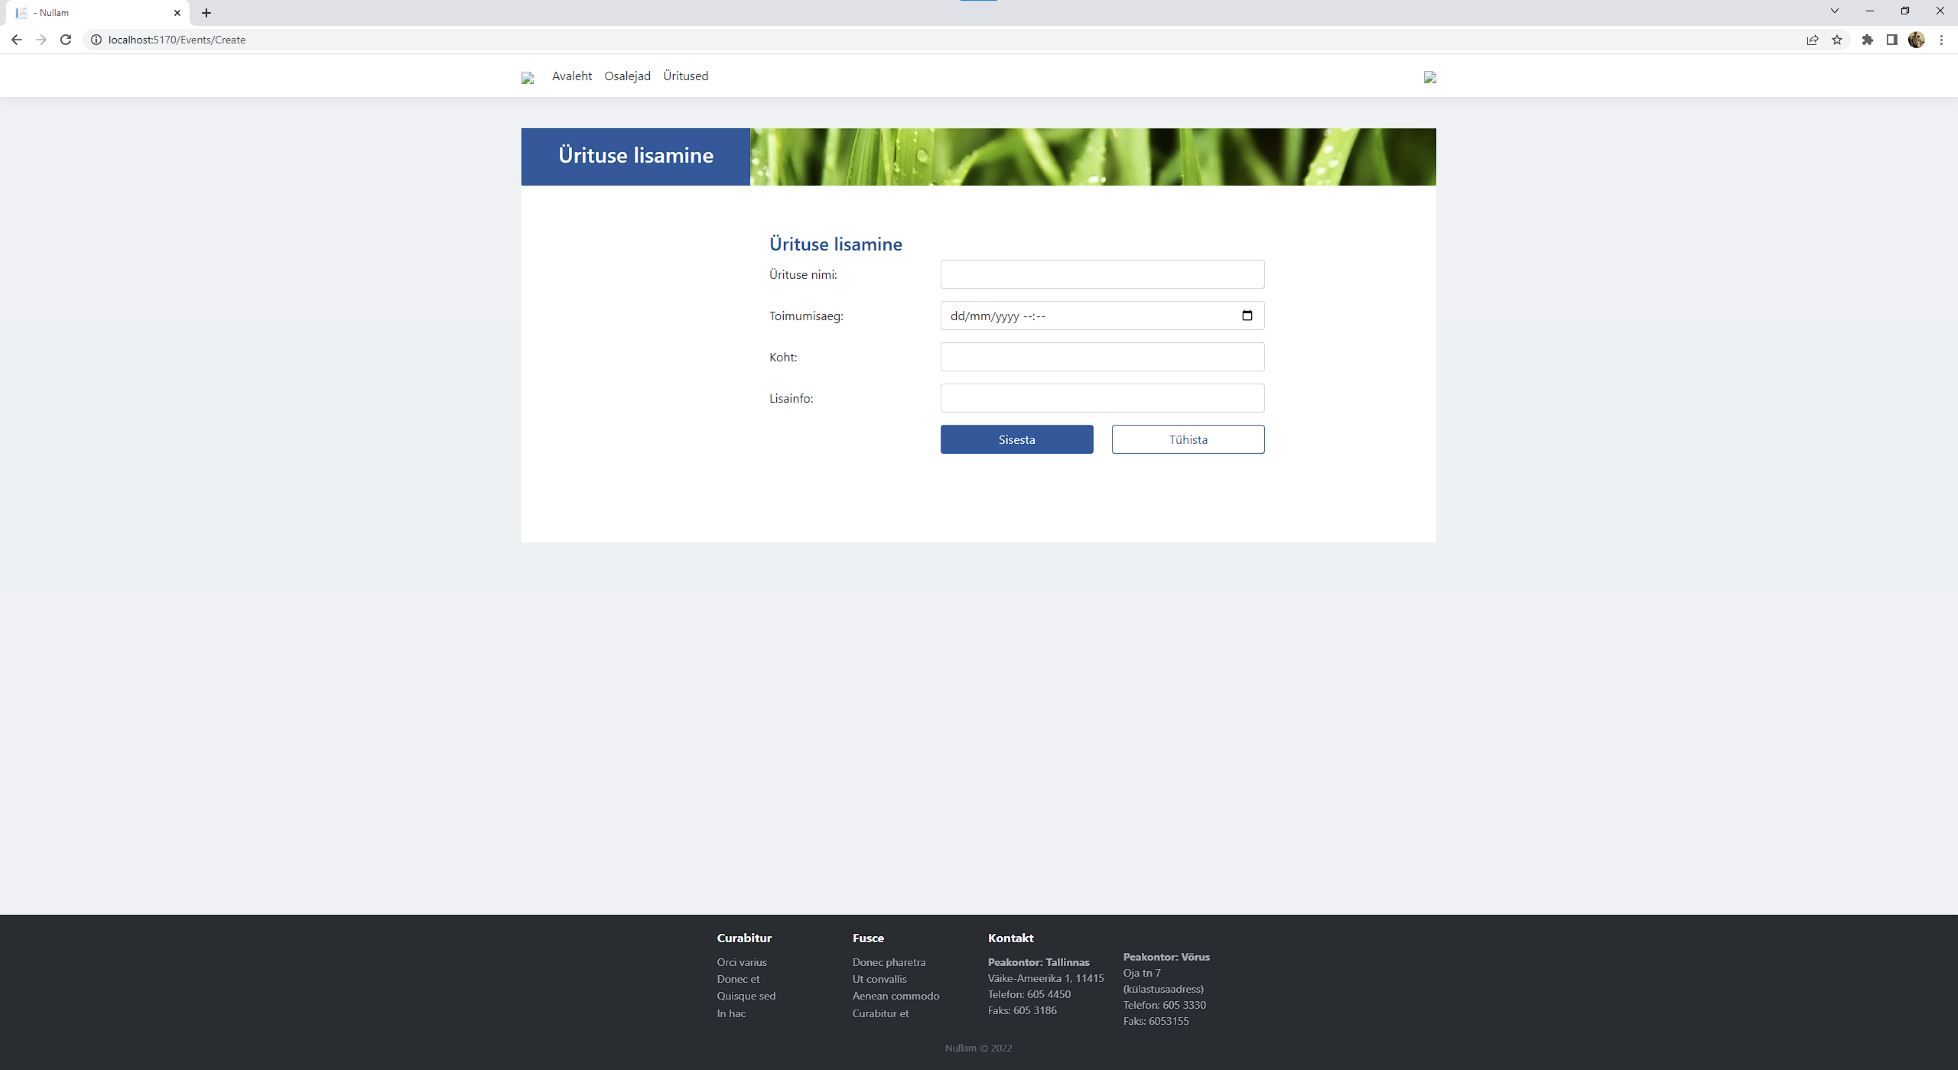 - Nullam
localhost:5170/Events/Create
Avaleht Osalejad Üritused
Ürituse lisamine
Ürituse lisamine
Ürituse nimi:
Toimumisaeg:
dd/mm/yyyy --:--
Koht:
Lisainfo:
Sisesta
Tühista
Curabitur
Orci varius
Donec et
Quisque sed
In hac
Fusce
Donec pharetra
Ut convallis
Aenean commodo
Curabitur et
Kontakt
Peakontor: Tallinnas
Väike-Ameerika 1, 11415
Telefon: 605 4450
Faks: 605 3186
Peakontor: Võrus
Oja tn 7
(külastusaadress)
Telefon: 605 3330
Faks: 6053155
Nullam © 2022